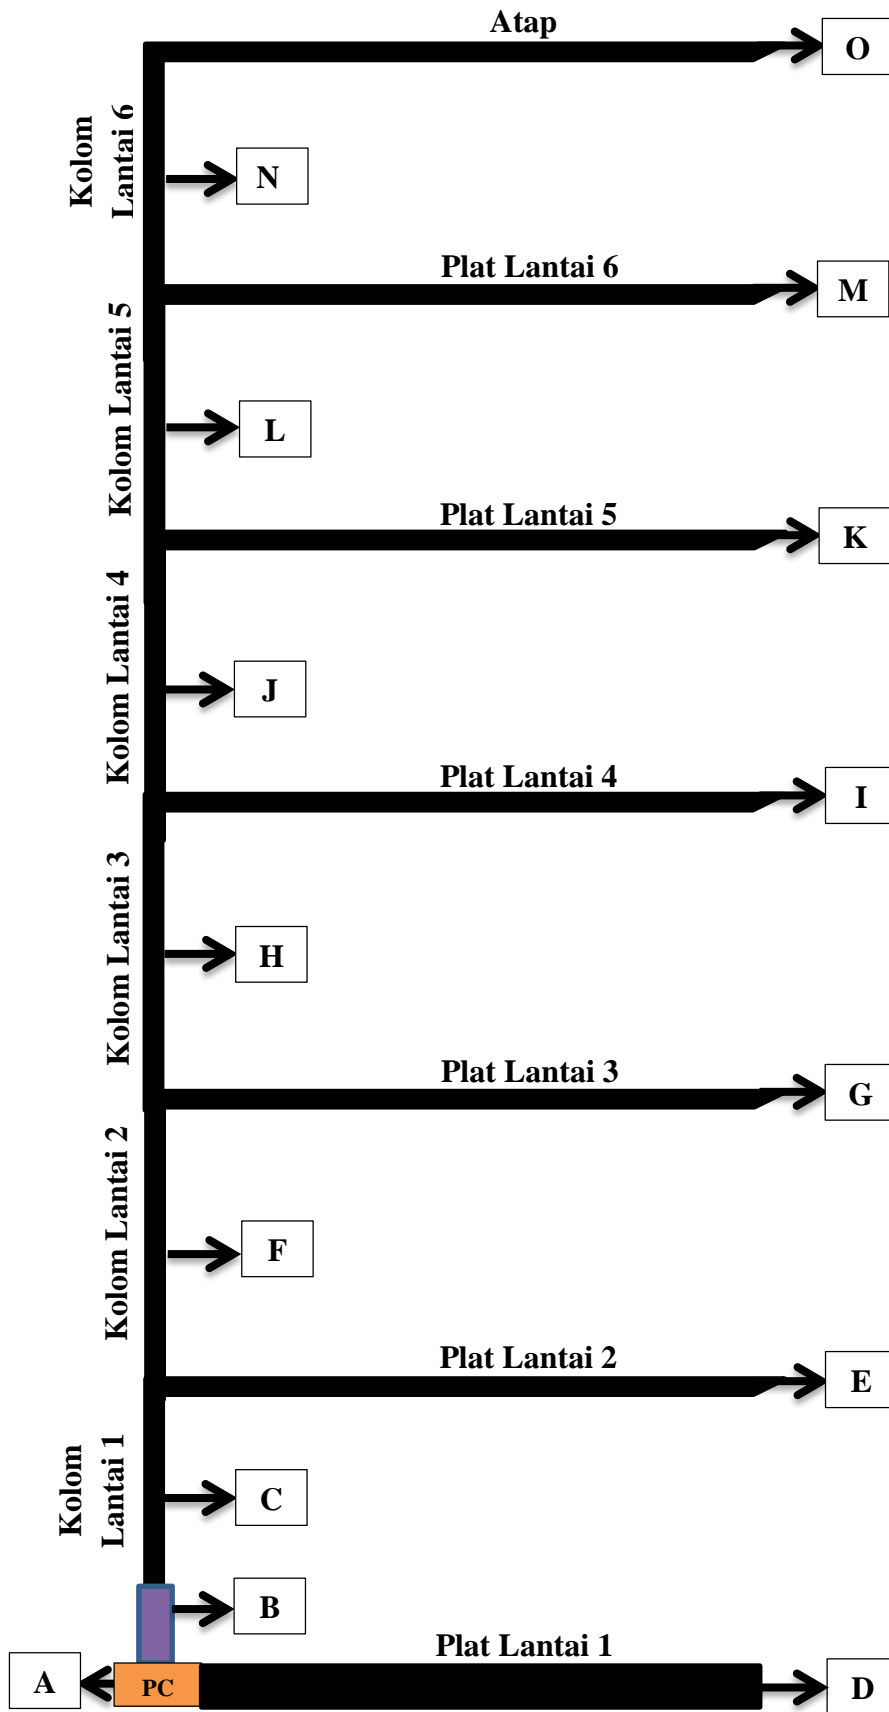 Atap
O
Kolom
Lantai 6
N
Plat Lantai 6
M
Kolom Lantai 5
L
Plat Lantai 5
K
Kolom Lantai 4
J
Plat Lantai 4
I
Kolom Lantai 3
H
Plat Lantai 3
G
Kolom Lantai 2
F
Plat Lantai 2
E
Kolom
Lantai 1
C
B
Plat Lantai 1
A
PC
D